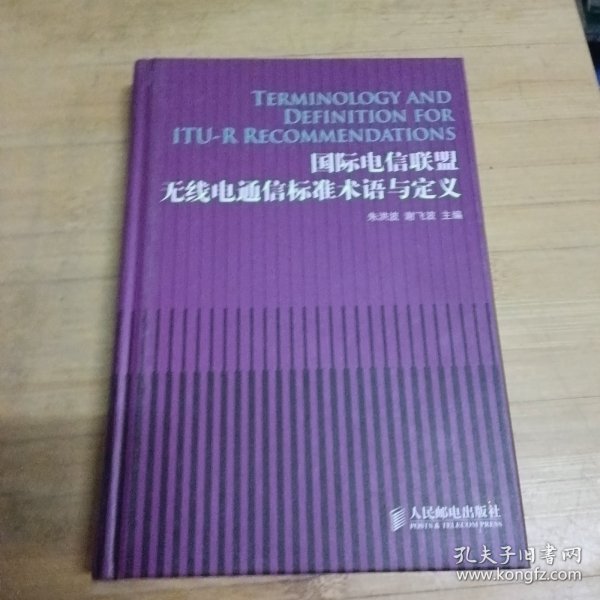 TERMINOLOGY AND
DEFINITION FOR
ITU-R RECOMMENDATIONS
国际电信联盟
无线电通信标准术语与定义
朱洪波 谢飞波 主编
人民邮电出版社
POSTS & TELECOM PRESS
孔夫子旧书网
www.kongfz.com